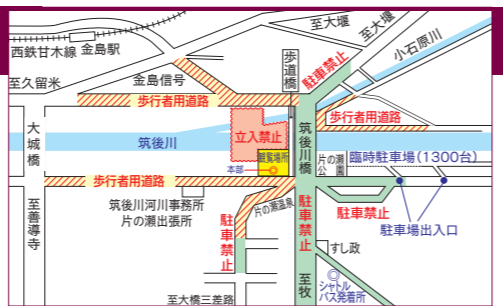 至大堰
至大堰
小石原川
西鉄甘木線
金島駅
駐車禁止
歩道橋
至久留米
金島信号
歩行者用道路
歩行者用道路
大城橋
筑後川
立入禁止
筑後川橋
観覧場所
本部
片の瀬
公園
臨時駐車場(1300台)
歩行者用道路
筑後川河川事務所
片の瀬出張所
片の瀬温泉
駐車禁止
駐車禁止
駐車禁止
駐車場出入口
至善導寺
すし政
シャトル
バス発着所
至牧
至大橋三差路